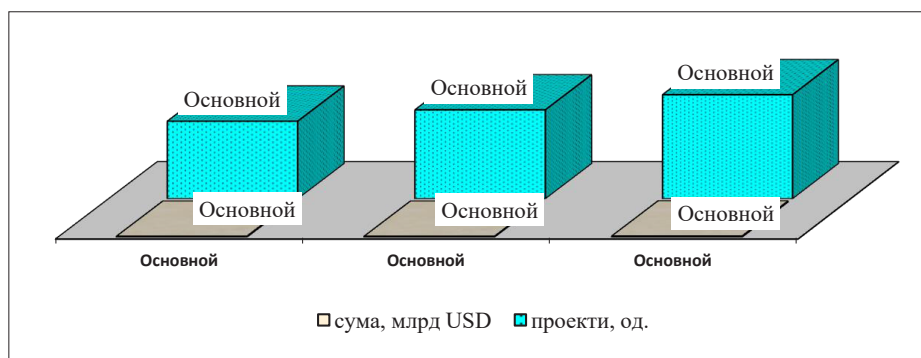 Основной
Основной
Основной
Основной
Основной
Основной
Основной
Основной
Основной
сума, млрд USD
проекти, од.